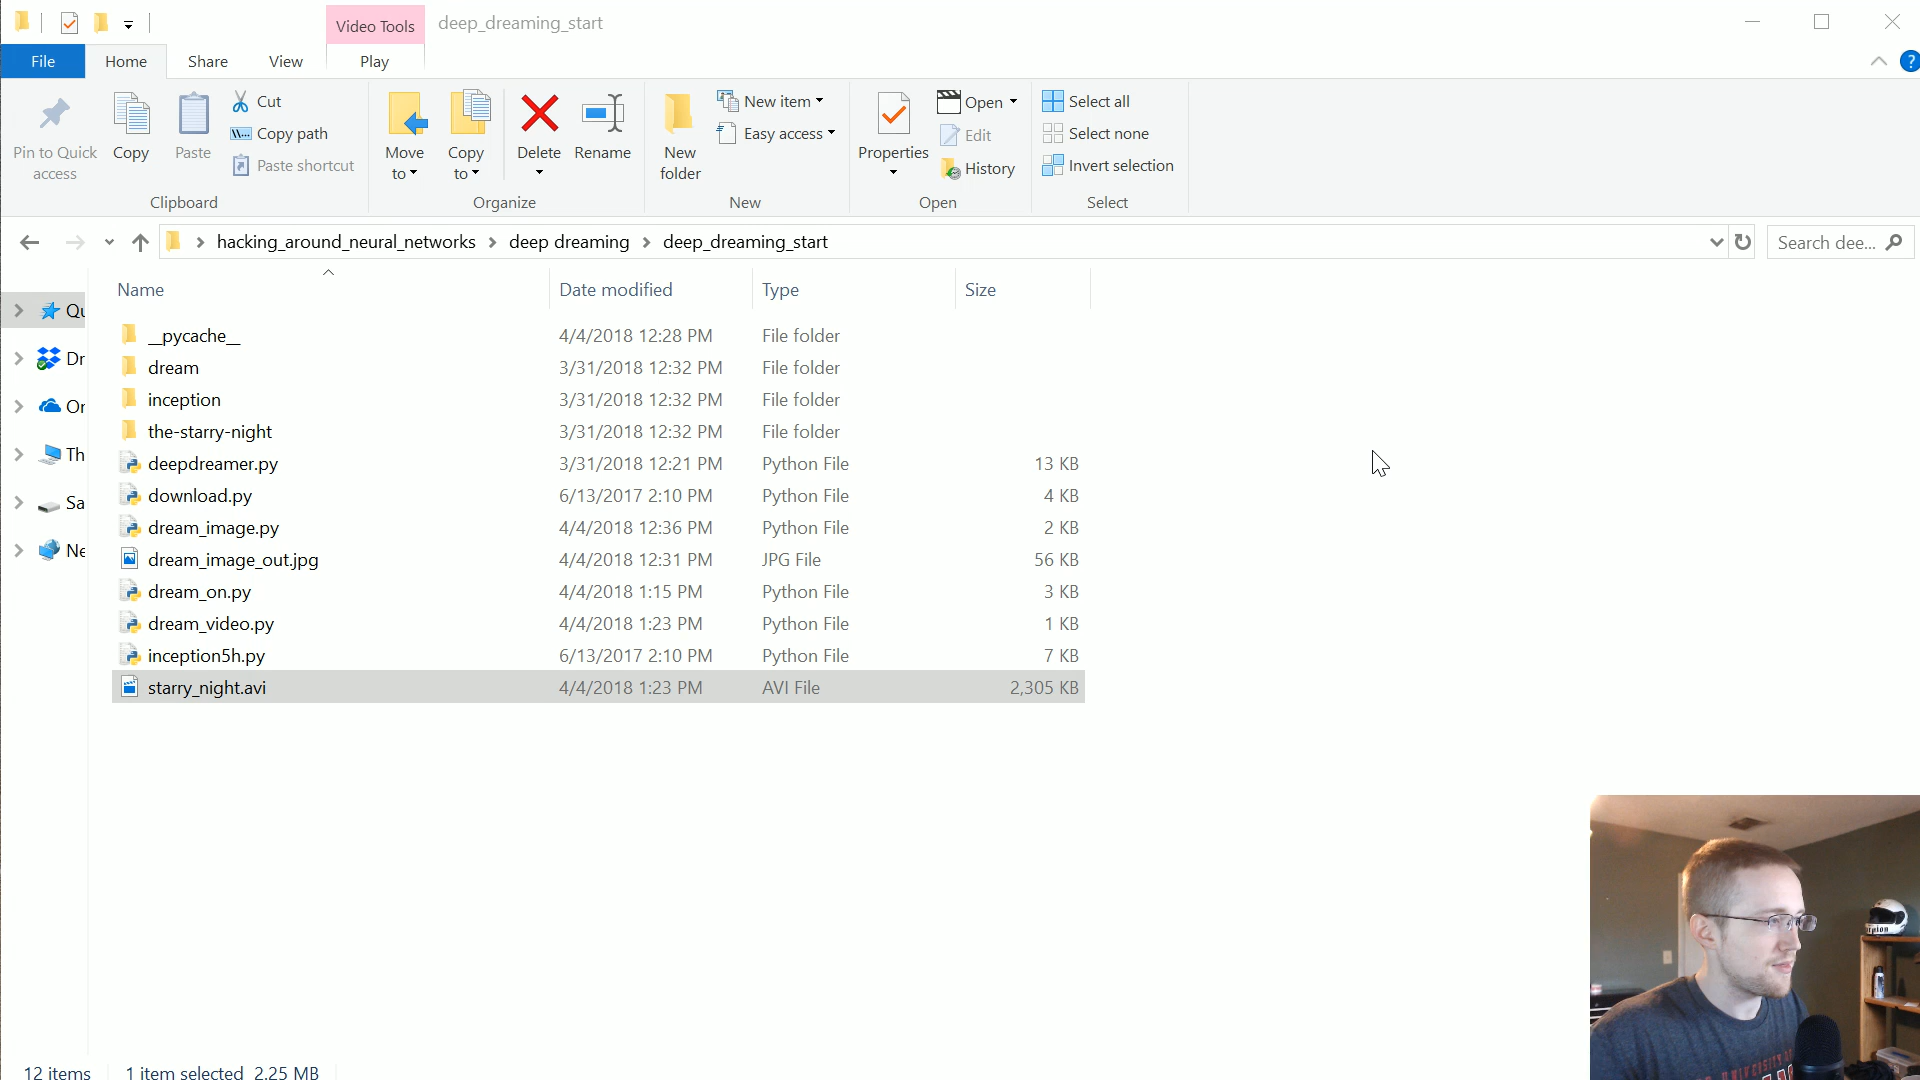 Video Tools deep_dreaming_start
File Home Share View Play
Pin to Quick access Copy Paste
Cut
Copy path
Paste shortcut
Clipboard
Move to Copy to Delete Rename
Organize
New folder
New item
Easy access
New
Properties
Open
Edit
History
Open
Select all
Select none
Invert selection
Select
hacking_around_neural_networks deep dreaming deep_dreaming_start Search dee...
Name Date modified Type Size
Qu
Dr
Or
Th
Sa
Ne
__pycache__ 4/4/2018 12:28 PM File folder
dream 3/31/2018 12:32 PM File folder
inception 3/31/2018 12:32 PM File folder
the-starry-night 3/31/2018 12:32 PM File folder
deepdreamer.py 3/31/2018 12:21 PM Python File 13 KB
download.py 6/13/2017 2:10 PM Python File 4 KB
dream_image.py 4/4/2018 12:36 PM Python File 2 KB
dream_image_out.jpg 4/4/2018 12:31 PM JPG File 56 KB
dream_on.py 4/4/2018 1:15 PM Python File 3 KB
dream_video.py 4/4/2018 1:23 PM Python File 1 KB
inception5h.py 6/13/2017 2:10 PM Python File 7 KB
starry_night.avi 4/4/2018 1:23 PM AVI File 2,305 KB
12 items 1 item selected 2.25 MB